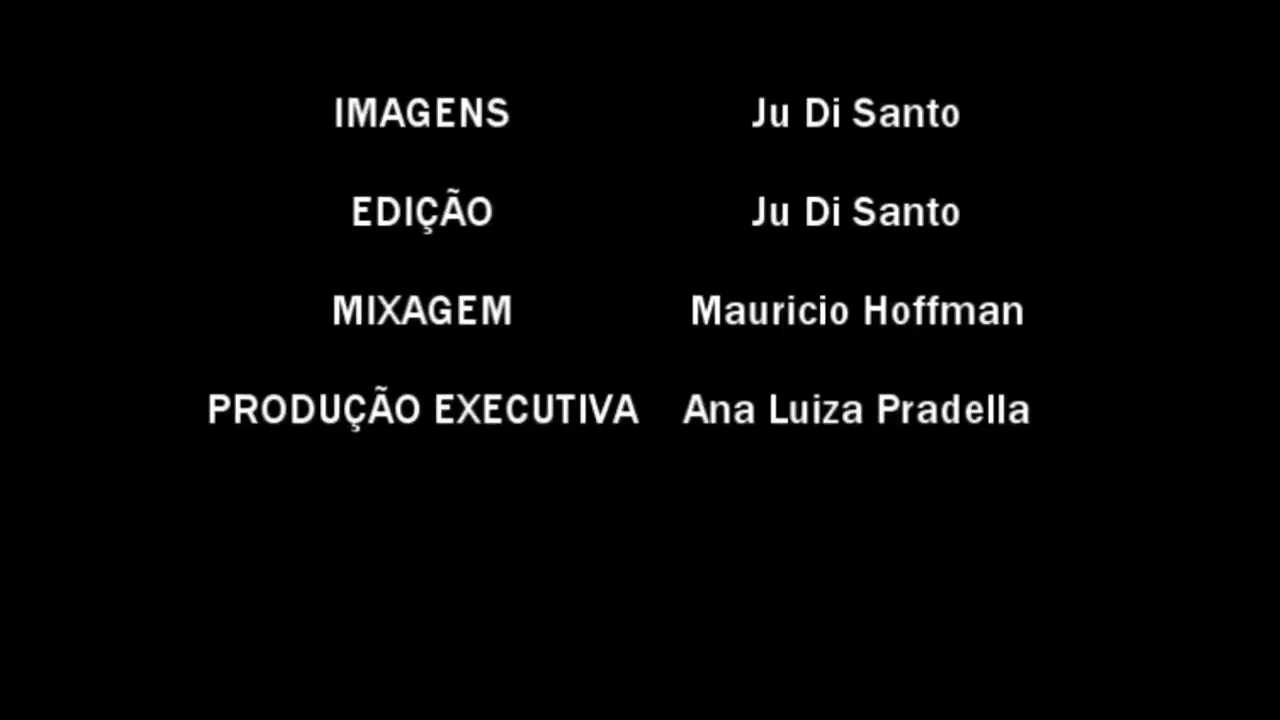 IMAGENS Ju Di Santo
EDIÇÃO Ju Di Santo
MIXAGEM Mauricio Hoffman
PRODUÇÃO EXECUTIVA Ana Luiza Pradella